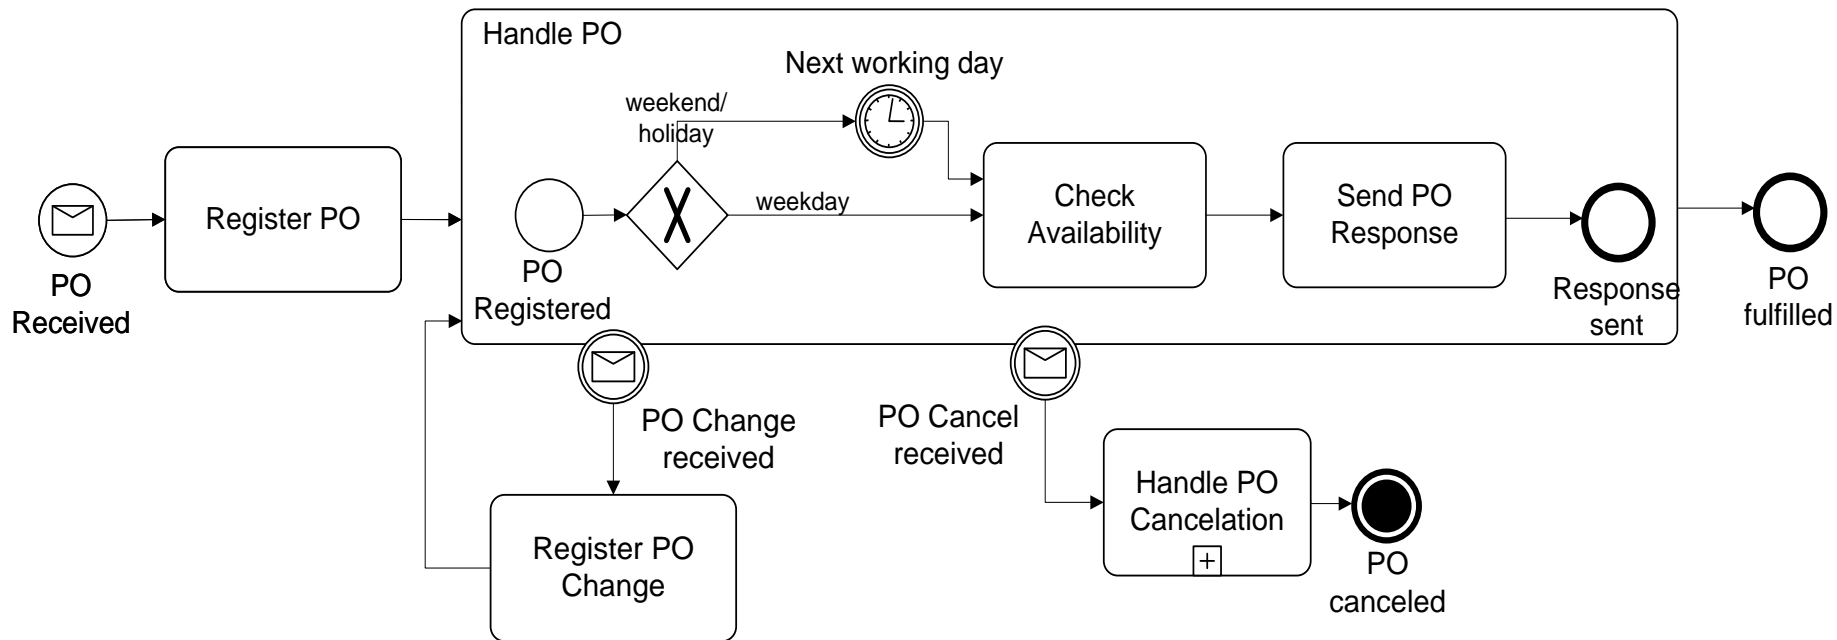 Handle PO
Next working day
weekend/
holiday
weekday
Register PO
Check
Availability
Send PO
Response
PO
Received
PO
Registered
Response
sent
PO
fulfilled
PO Change
received
PO Cancel
received
Handle PO
Cancelation
Register PO
Change
PO
canceled